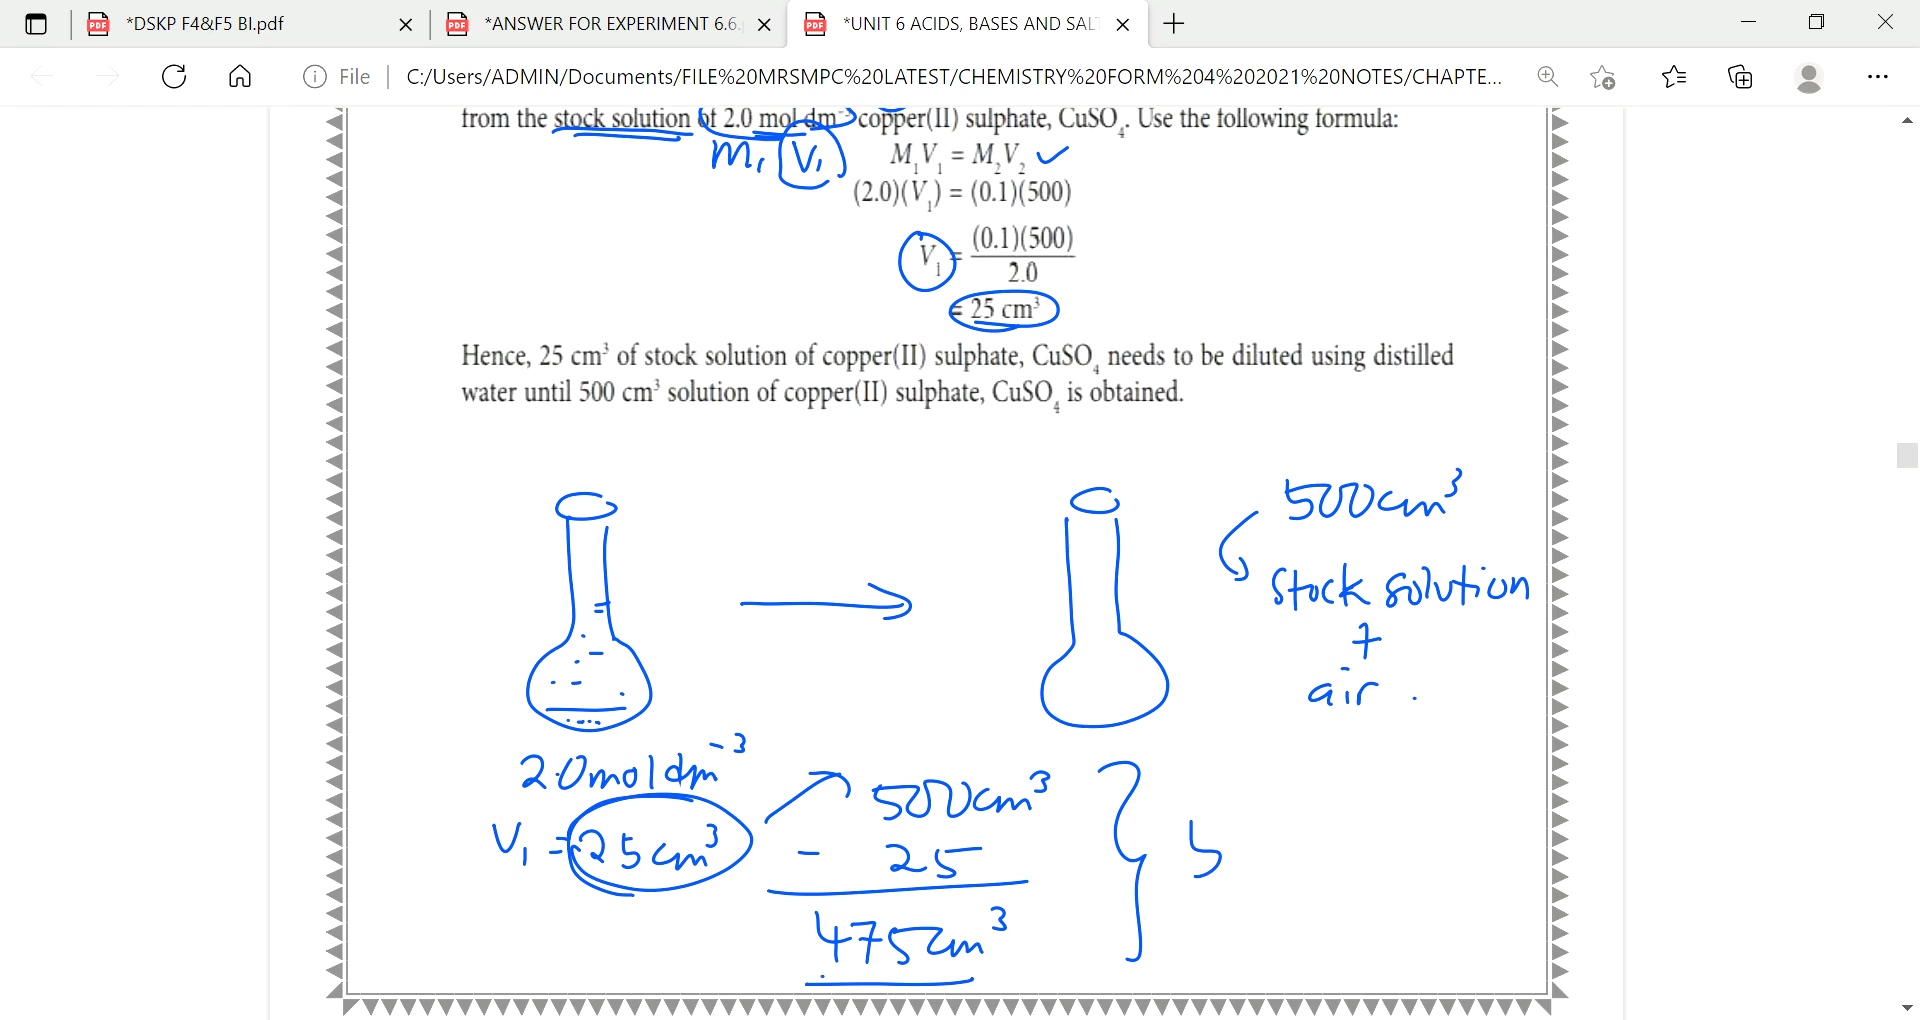 *DSKP F4&F5 BI.pdf
*ANSWER FOR EXPERIMENT 6.6.
*UNIT 6 ACIDS, BASES AND SAL
File
C:/Users/ADMIN/Documents/FILE%20MRSMPC%20LATEST/CHEMISTRY%20FORM%204%202021%20NOTES/CHAPTE...
from the stock solution of 2.0 mol dm⁻³ copper(II) sulphate, CuSO₄. Use the following formula:
M₁ V₁
M₁V₁ = M₂V₂
(2.0)(V₁) = (0.1)(500)
V₁ = (0.1)(500)
2.0
= 25 cm³
Hence, 25 cm³ of stock solution of copper(II) sulphate, CuSO₄ needs to be diluted using distilled
water until 500 cm³ solution of copper(II) sulphate, CuSO₄ is obtained.
500cm³
stock solution
+
air .
2.0moldm⁻³
V₁ = 25cm³
500cm³
- 25
475cm³